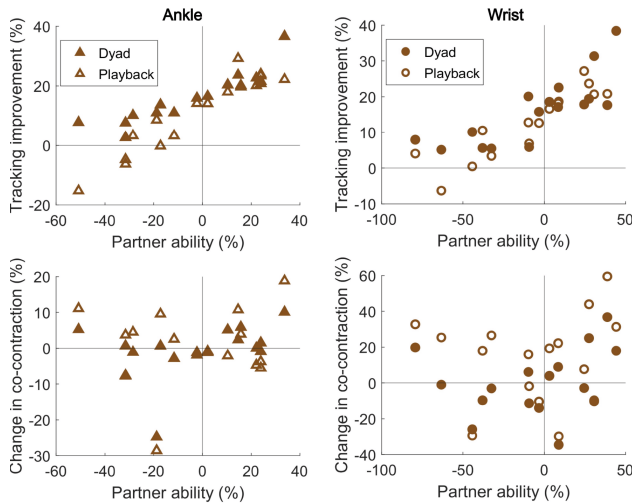 Ankle
Tracking improvement (%)
40
20
0
-20
Dyad
Playback
-60 -40 -20 0 20 40
Partner ability (%)
Wrist
Tracking improvement (%)
40
30
20
10
0
-10
Dyad
Playback
-100 -50 0 50
Partner ability (%)
Change in co-contraction (%)
20
10
0
-10
-20
-30
-60 -40 -20 0 20 40
Partner ability (%)
Change in co-contraction (%)
60
40
20
0
-20
-40
-100 -50 0 50
Partner ability (%)